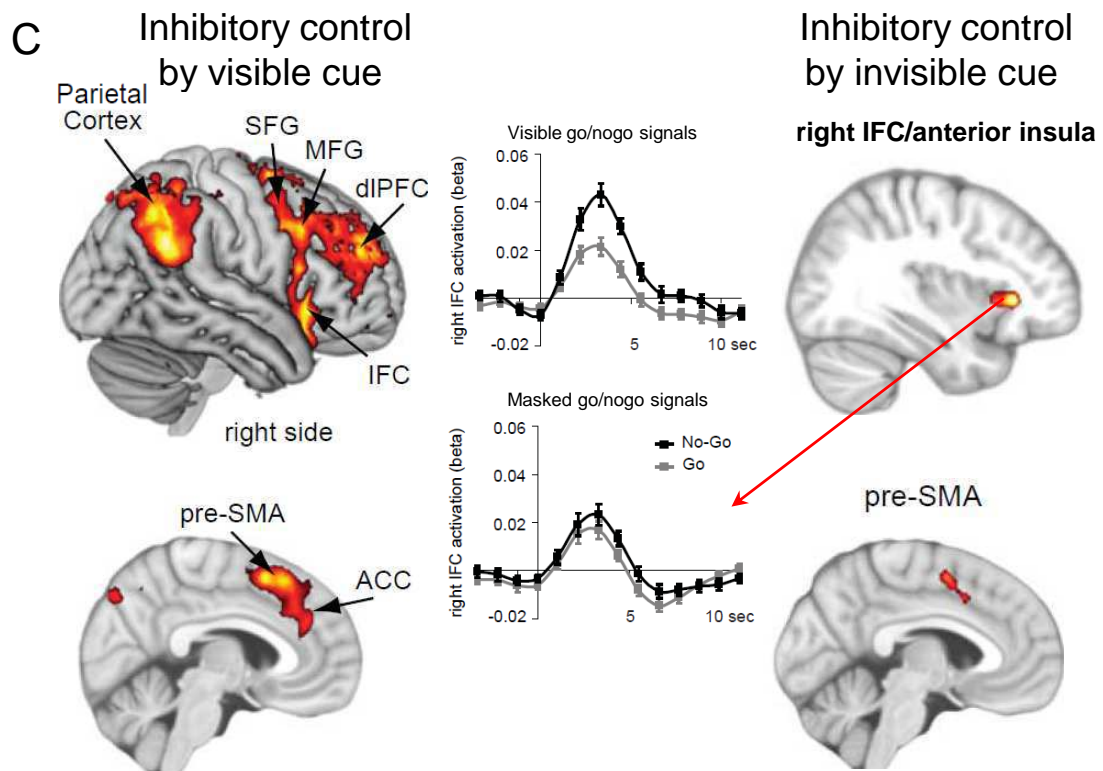 C
Inhibitory control
by visible cue
Parietal
Cortex
SFG
MFG
dlPFC
IFC
right side
pre-SMA
ACC
Visible go/nogo signals
right IFC activation (beta)
0.06
0.04
0.02
-0.02
5
10 sec
Masked go/nogo signals
right IFC activation (beta)
0.06
0.04
0.02
-0.02
5
10 sec
No-Go
Go
Inhibitory control
by invisible cue
right IFC/anterior insula
pre-SMA